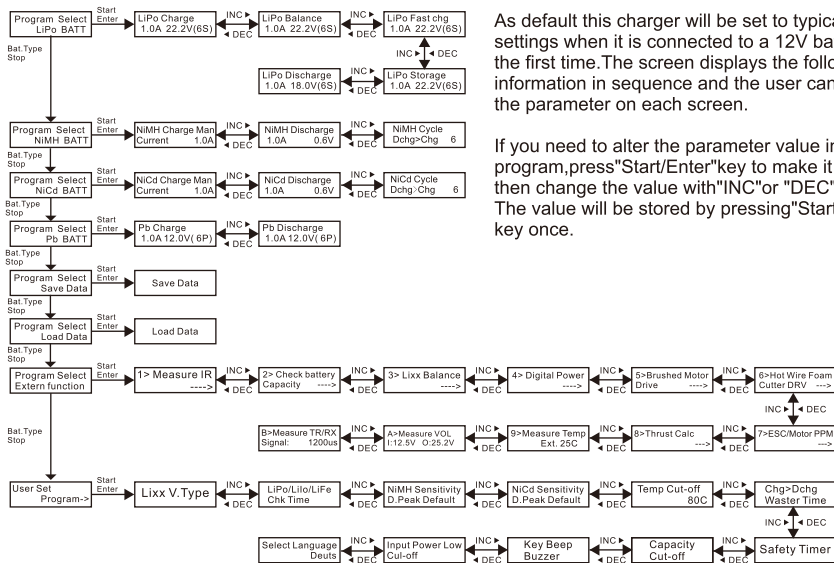 Program Select
LiPo BATT
Start
Enter
LiPo Charge
1.0A 22.2V(6S)
INC ►
◄ DEC
LiPo Balance
1.0A 22.2V(6S)
INC ►
◄ DEC
LiPo Fast chg
1.0A 22.2V(6S)
INC ► ◄ DEC
Bat.Type
Stop
LiPo Discharge
1.0A 18.0V(6S)
INC ►
◄ DEC
LiPo Storage
1.0A 22.2V(6S)
As default this charger will be set to typica
settings when it is connected to a 12V ba
the first time.The screen displays the follo
information in sequence and the user can
the parameter on each screen.
If you need to alter the parameter value in
program,press"Start/Enter"key to make it
then change the value with"INC"or "DEC"
The value will be stored by pressing"Start
key once.
Program Select
NiMH BATT
Start
Enter
NiMH Charge Man
Current 1.0A
INC ►
◄ DEC
NiMH Discharge
1.0A 0.6V
INC ►
◄ DEC
NiMH Cycle
Dchg>Chg 6
Bat.Type
Stop
Program Select
NiCd BATT
Start
Enter
NiCd Charge Man
Current 1.0A
INC ►
◄ DEC
NiCd Discharge
1.0A 0.6V
INC ►
◄ DEC
NiCd Cycle
Dchg>Chg 6
Bat.Type
Stop
Program Select
Pb BATT
Start
Enter
Pb Charge
1.0A 12.0V( 6P)
INC ►
◄ DEC
Pb Discharge
1.0A 12.0V( 6P)
Bat.Type
Stop
Program Select
Save Data
Start
Enter
Save Data
Bat.Type
Stop
Program Select
Load Data
Start
Enter
Load Data
Bat.Type
Stop
Program Select
Extern function
Start
Enter
1> Measure IR
---->
INC ►
◄ DEC
2> Check battery
Capacity ---->
INC ►
◄ DEC
3> Lixx Balance
---->
INC ►
◄ DEC
4> Digital Power
---->
INC ►
◄ DEC
5>Brushed Motor
Drive ---->
INC ►
◄ DEC
6>Hot Wire Foam
Cutter DRV --->
INC ► ◄ DEC
Bat.Type
Stop
B>Measure TR/RX
Signal: 1200us
INC ►
◄ DEC
A>Measure VOL
I:12.5V O:25.2V
INC ►
◄ DEC
9>Measure Temp
Ext. 25C
INC ►
◄ DEC
8>Thrust Calc
--->
INC ►
◄ DEC
7>ESC/Motor PPM
--->
User Set
Program->
Start
Enter
Lixx V.Type
INC ►
◄ DEC
LiPo/LiIo/LiFe
Chk Time
INC ►
◄ DEC
NiMH Sensitivity
D.Peak Default
INC ►
◄ DEC
NiCd Sensitivity
D.Peak Default
INC ►
◄ DEC
Temp Cut-off
80C
INC ►
◄ DEC
Chg>Dchg
Waster Time
INC ► ◄ DEC
Select Language
Deuts
INC ►
◄ DEC
Input Power Low
Cul-off
INC ►
◄ DEC
Key Beep
Buzzer
INC ►
◄ DEC
Capacity
Cut-off
INC ►
◄ DEC
Safety Timer